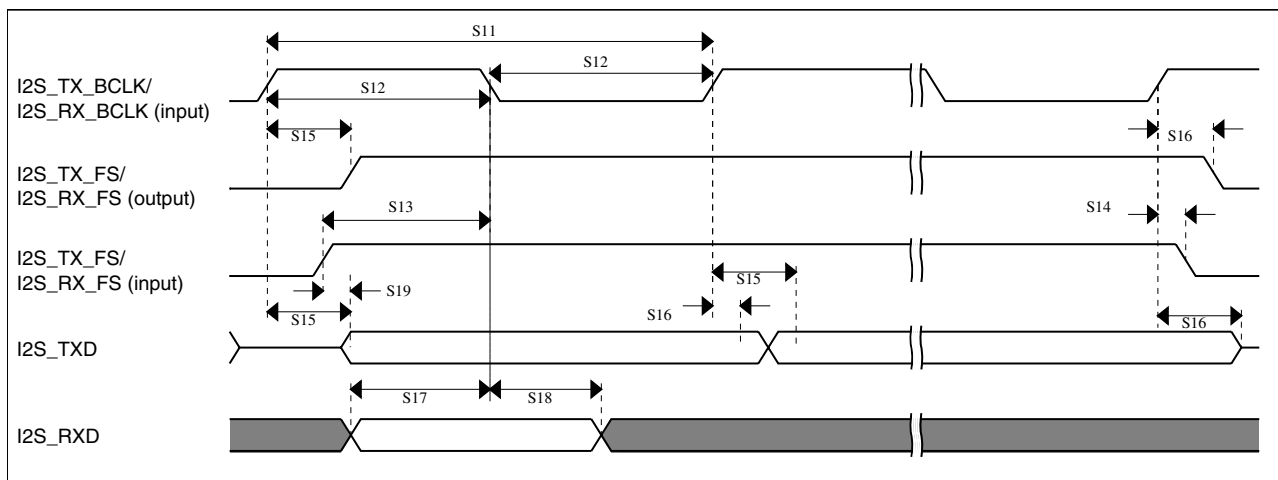 S11
I2S_TX_BCLK/
I2S_RX_BCLK (input)
S12
S12
S15
S16
I2S_TX_FS/
I2S_RX_FS (output)
S13
S14
I2S_TX_FS/
I2S_RX_FS (input)
S15
S19
S16
S15
S16
I2S_TXD
S17
S18
I2S_RXD